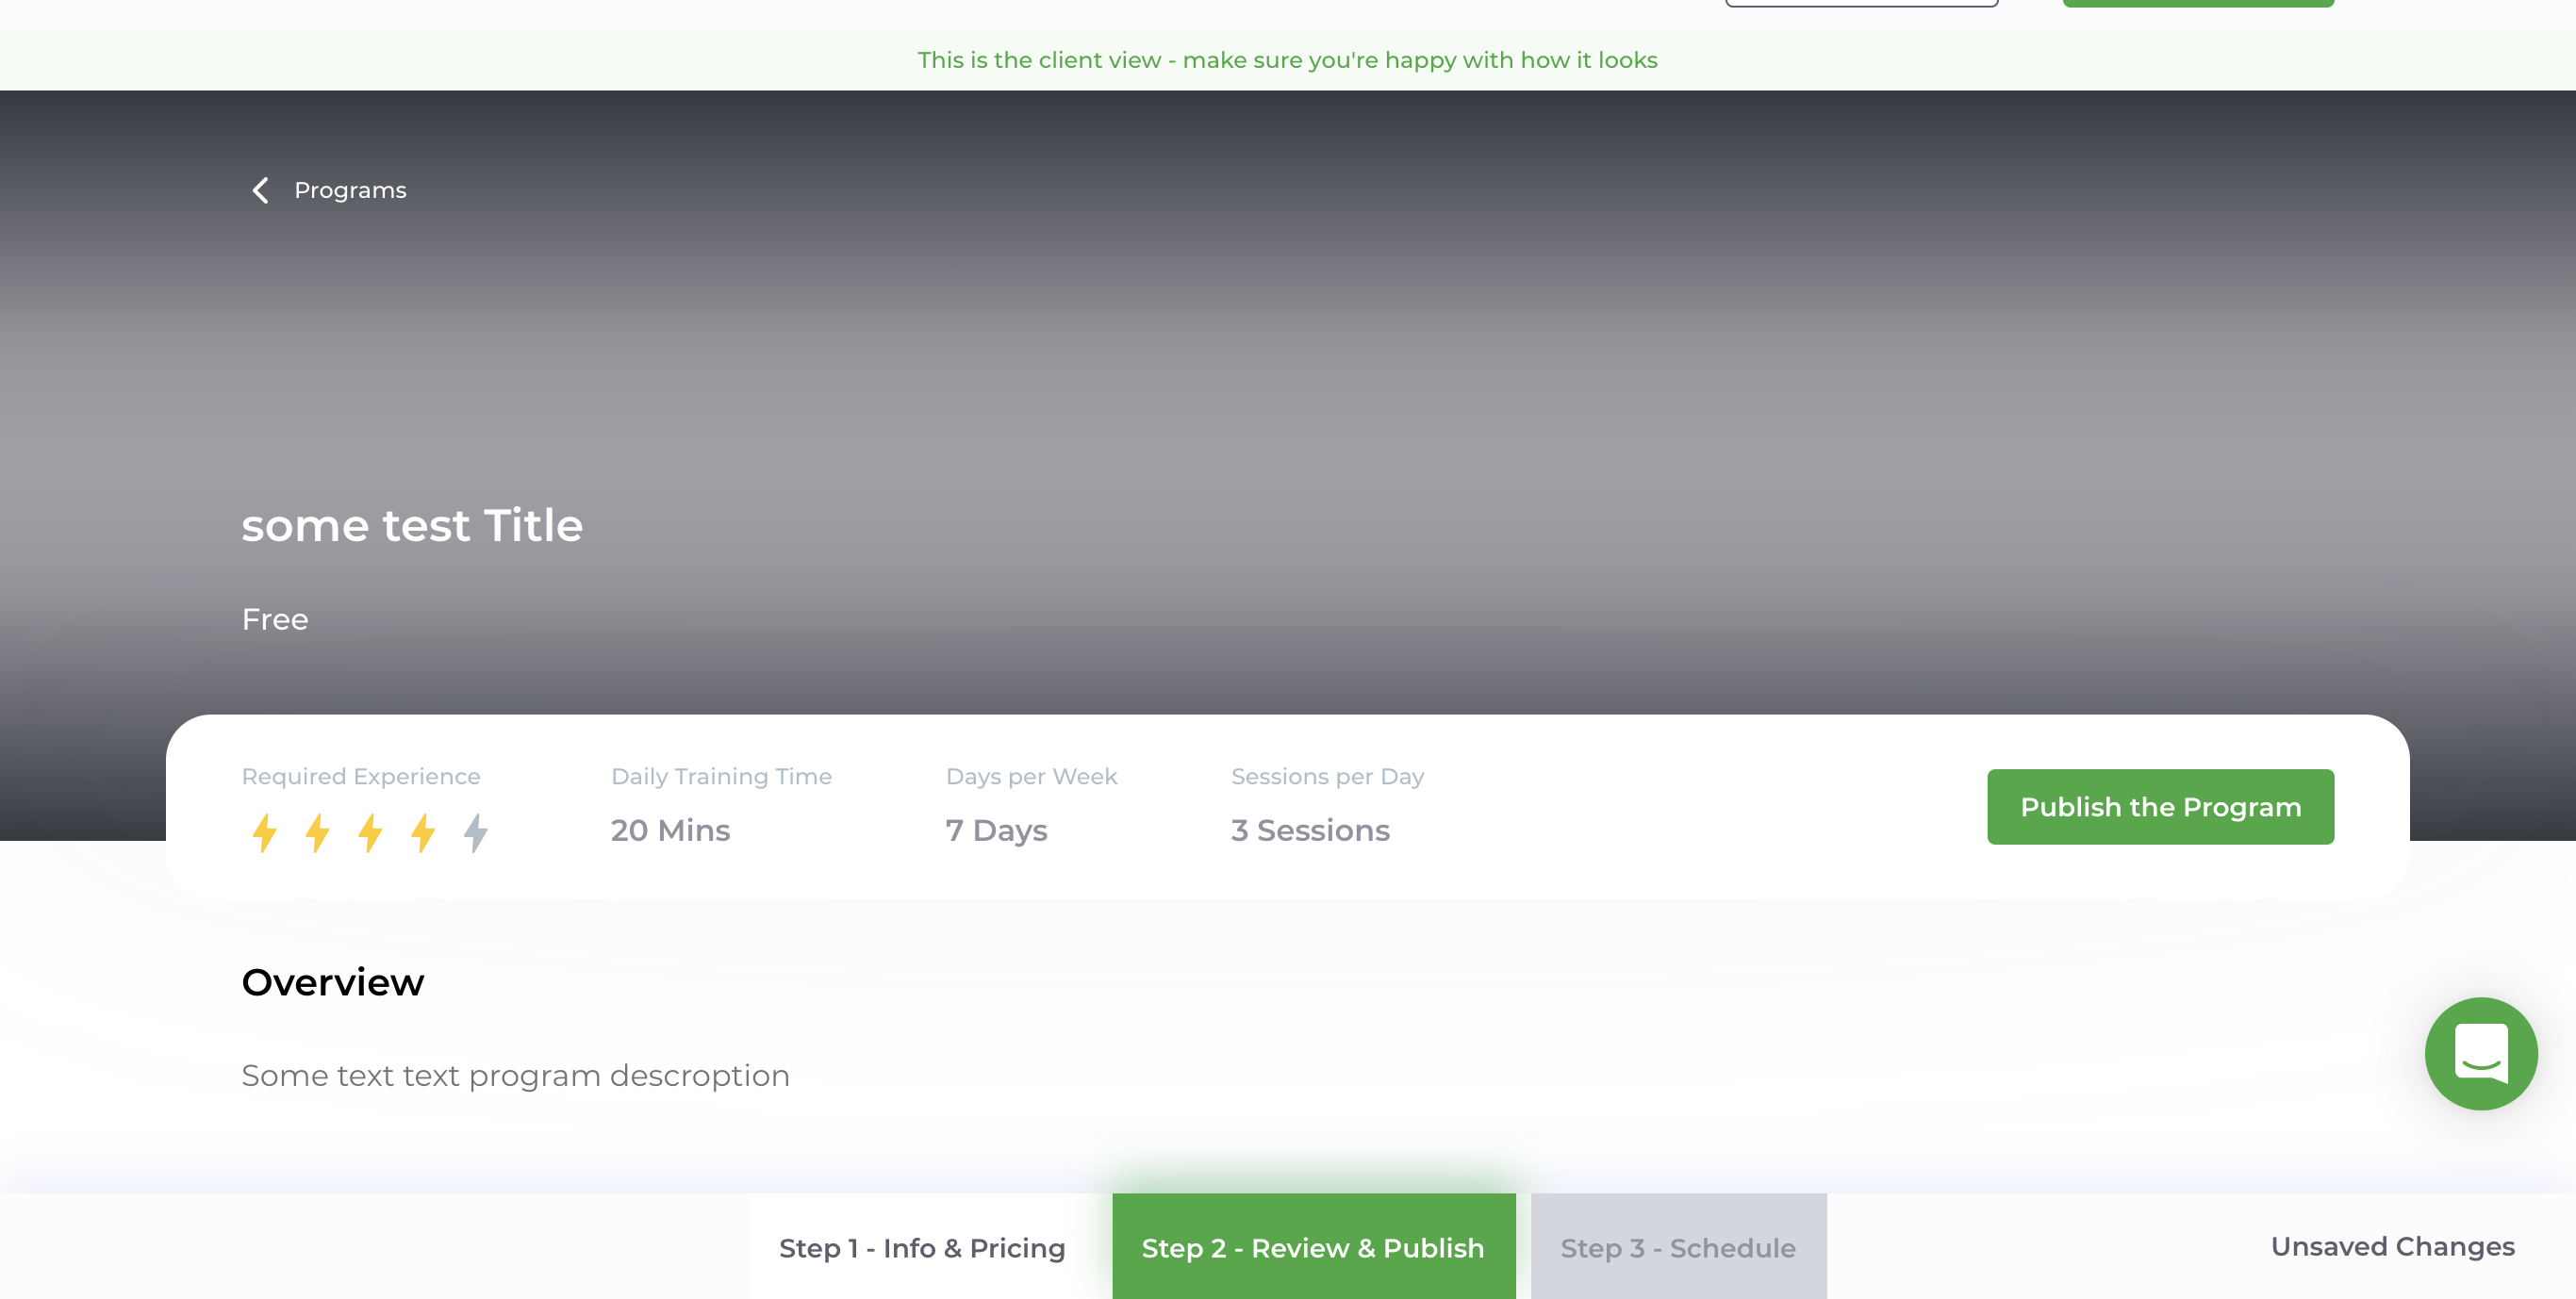 This is the client view - make sure you're happy with how it looks
Programs
some test Title
Free
Required Experience
Daily Training Time
20 Mins
Days per Week
7 Days
Sessions per Day
3 Sessions
Publish the Program
Overview
Some text text program descroption
Step 1 - Info & Pricing
Step 2 - Review & Publish
Step 3 - Schedule
Unsaved Changes